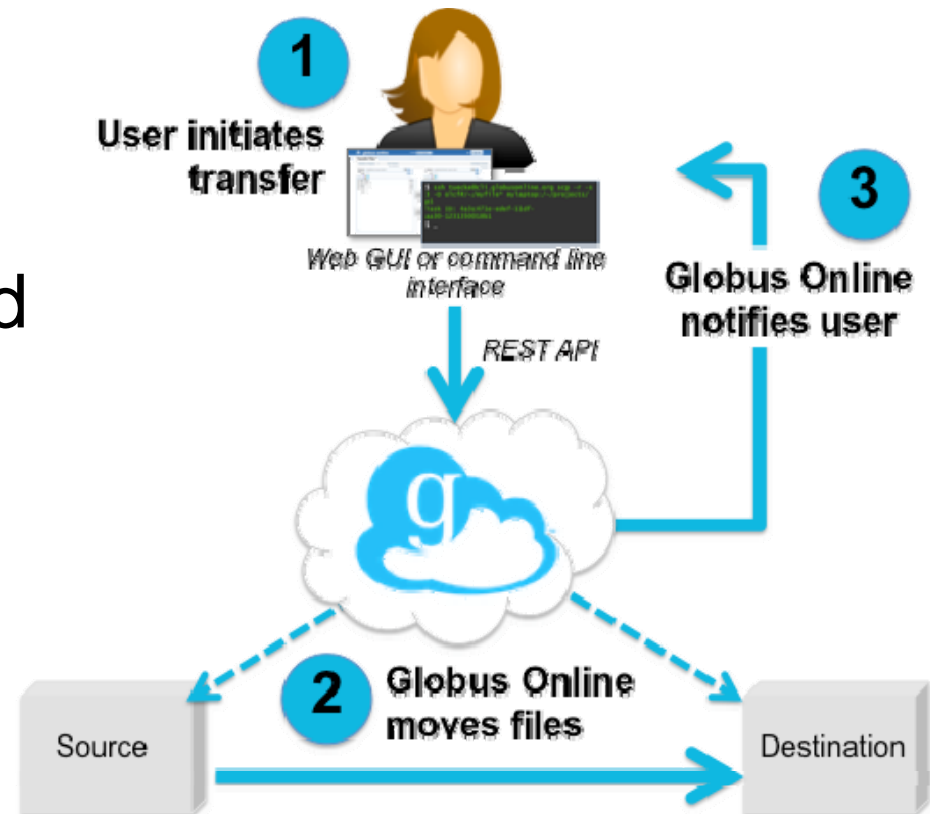 1
User initiates
transfer
Web GUI or command line
interface
d
REST API
3
Globus Online
notifies user
g
2
Globus Online
moves files
Source
Destination